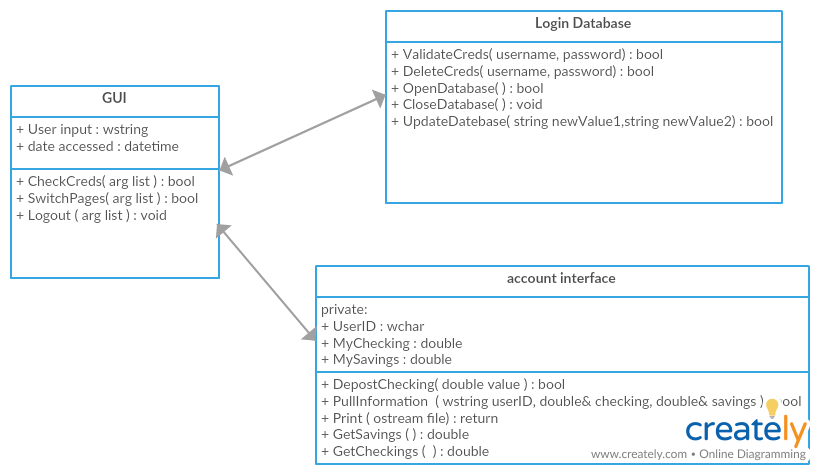 Login Database
+ ValidateCreds( username, password) : bool
+ DeleteCreds( username, password) : bool
+ OpenDatabase( ) : bool
+ CloseDatabase( ) : void
+ UpdateDatebase( string newValue1,string newValue2) : bool
GUI
+ User input : wstring
+ date accessed : datetime
+ CheckCreds( arg list ) : bool
+ SwitchPages( arg list ) : bool
+ Logout ( arg list ) : void
account interface
private:
+ UserID : wchar
+ MyChecking : double
+ MySavings : double
+ DepostChecking( double value ) : bool
+ PullInformation ( wstring userID, double& checking, double& savings ) : bool
+ Print ( ostream file) : return
+ GetSavings ( ) : double
+ GetCheckings ( ) : double
creately
www.creately.com • Online Diagramming